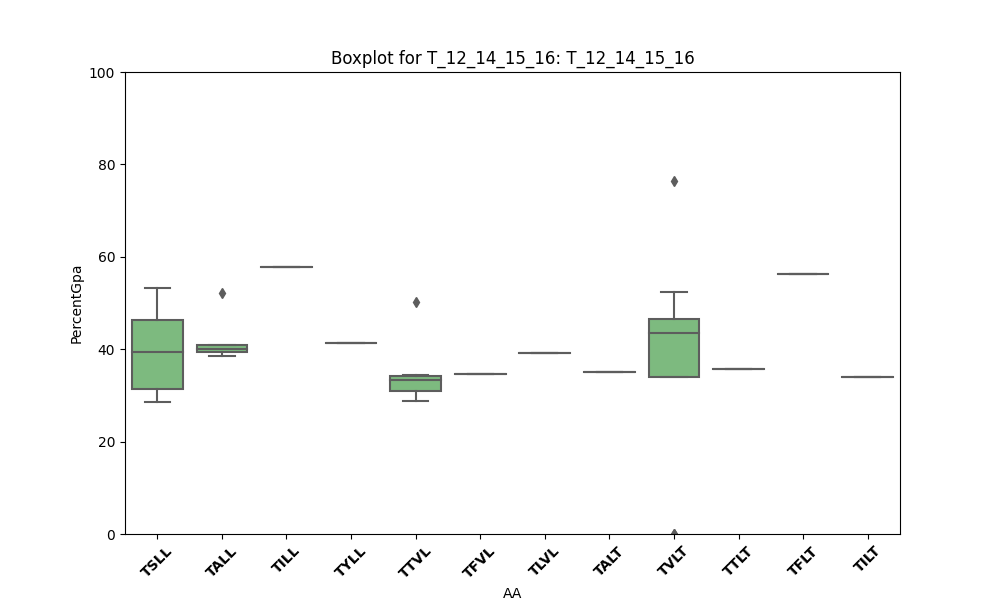 Boxplot for T_12_14_15_16: T_12_14_15_16
100
80
60
40
20
0
PercentGpa
TSLL TALL TILL TYLL TTVL TFVL TLVL TALT TVLT TTLT TFLT TILT
AA